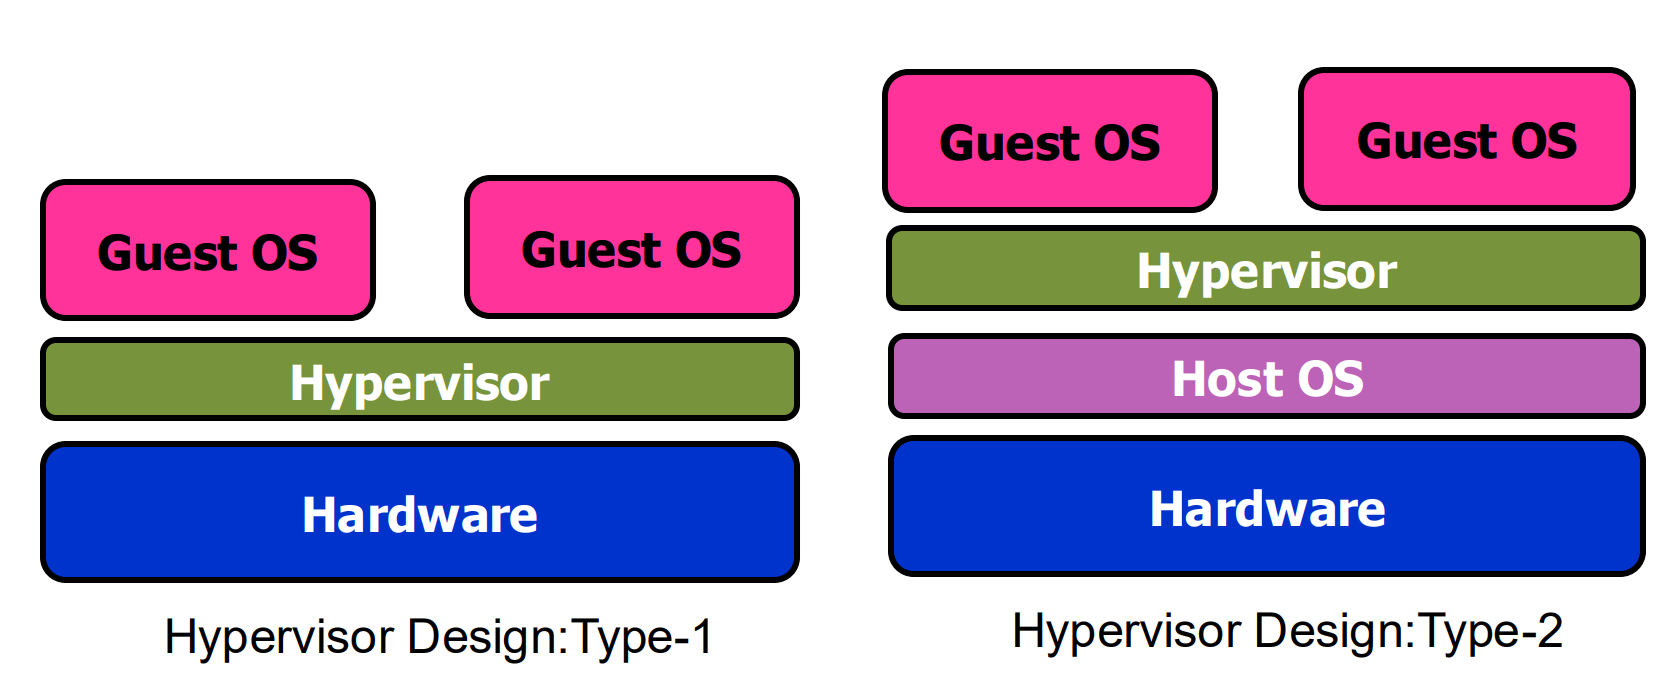 Guest OS
Guest OS
Hypervisor
Hardware
Hypervisor Design:Type-1
Guest OS
Guest OS
Hypervisor
Host OS
Hardware
Hypervisor Design:Type-2